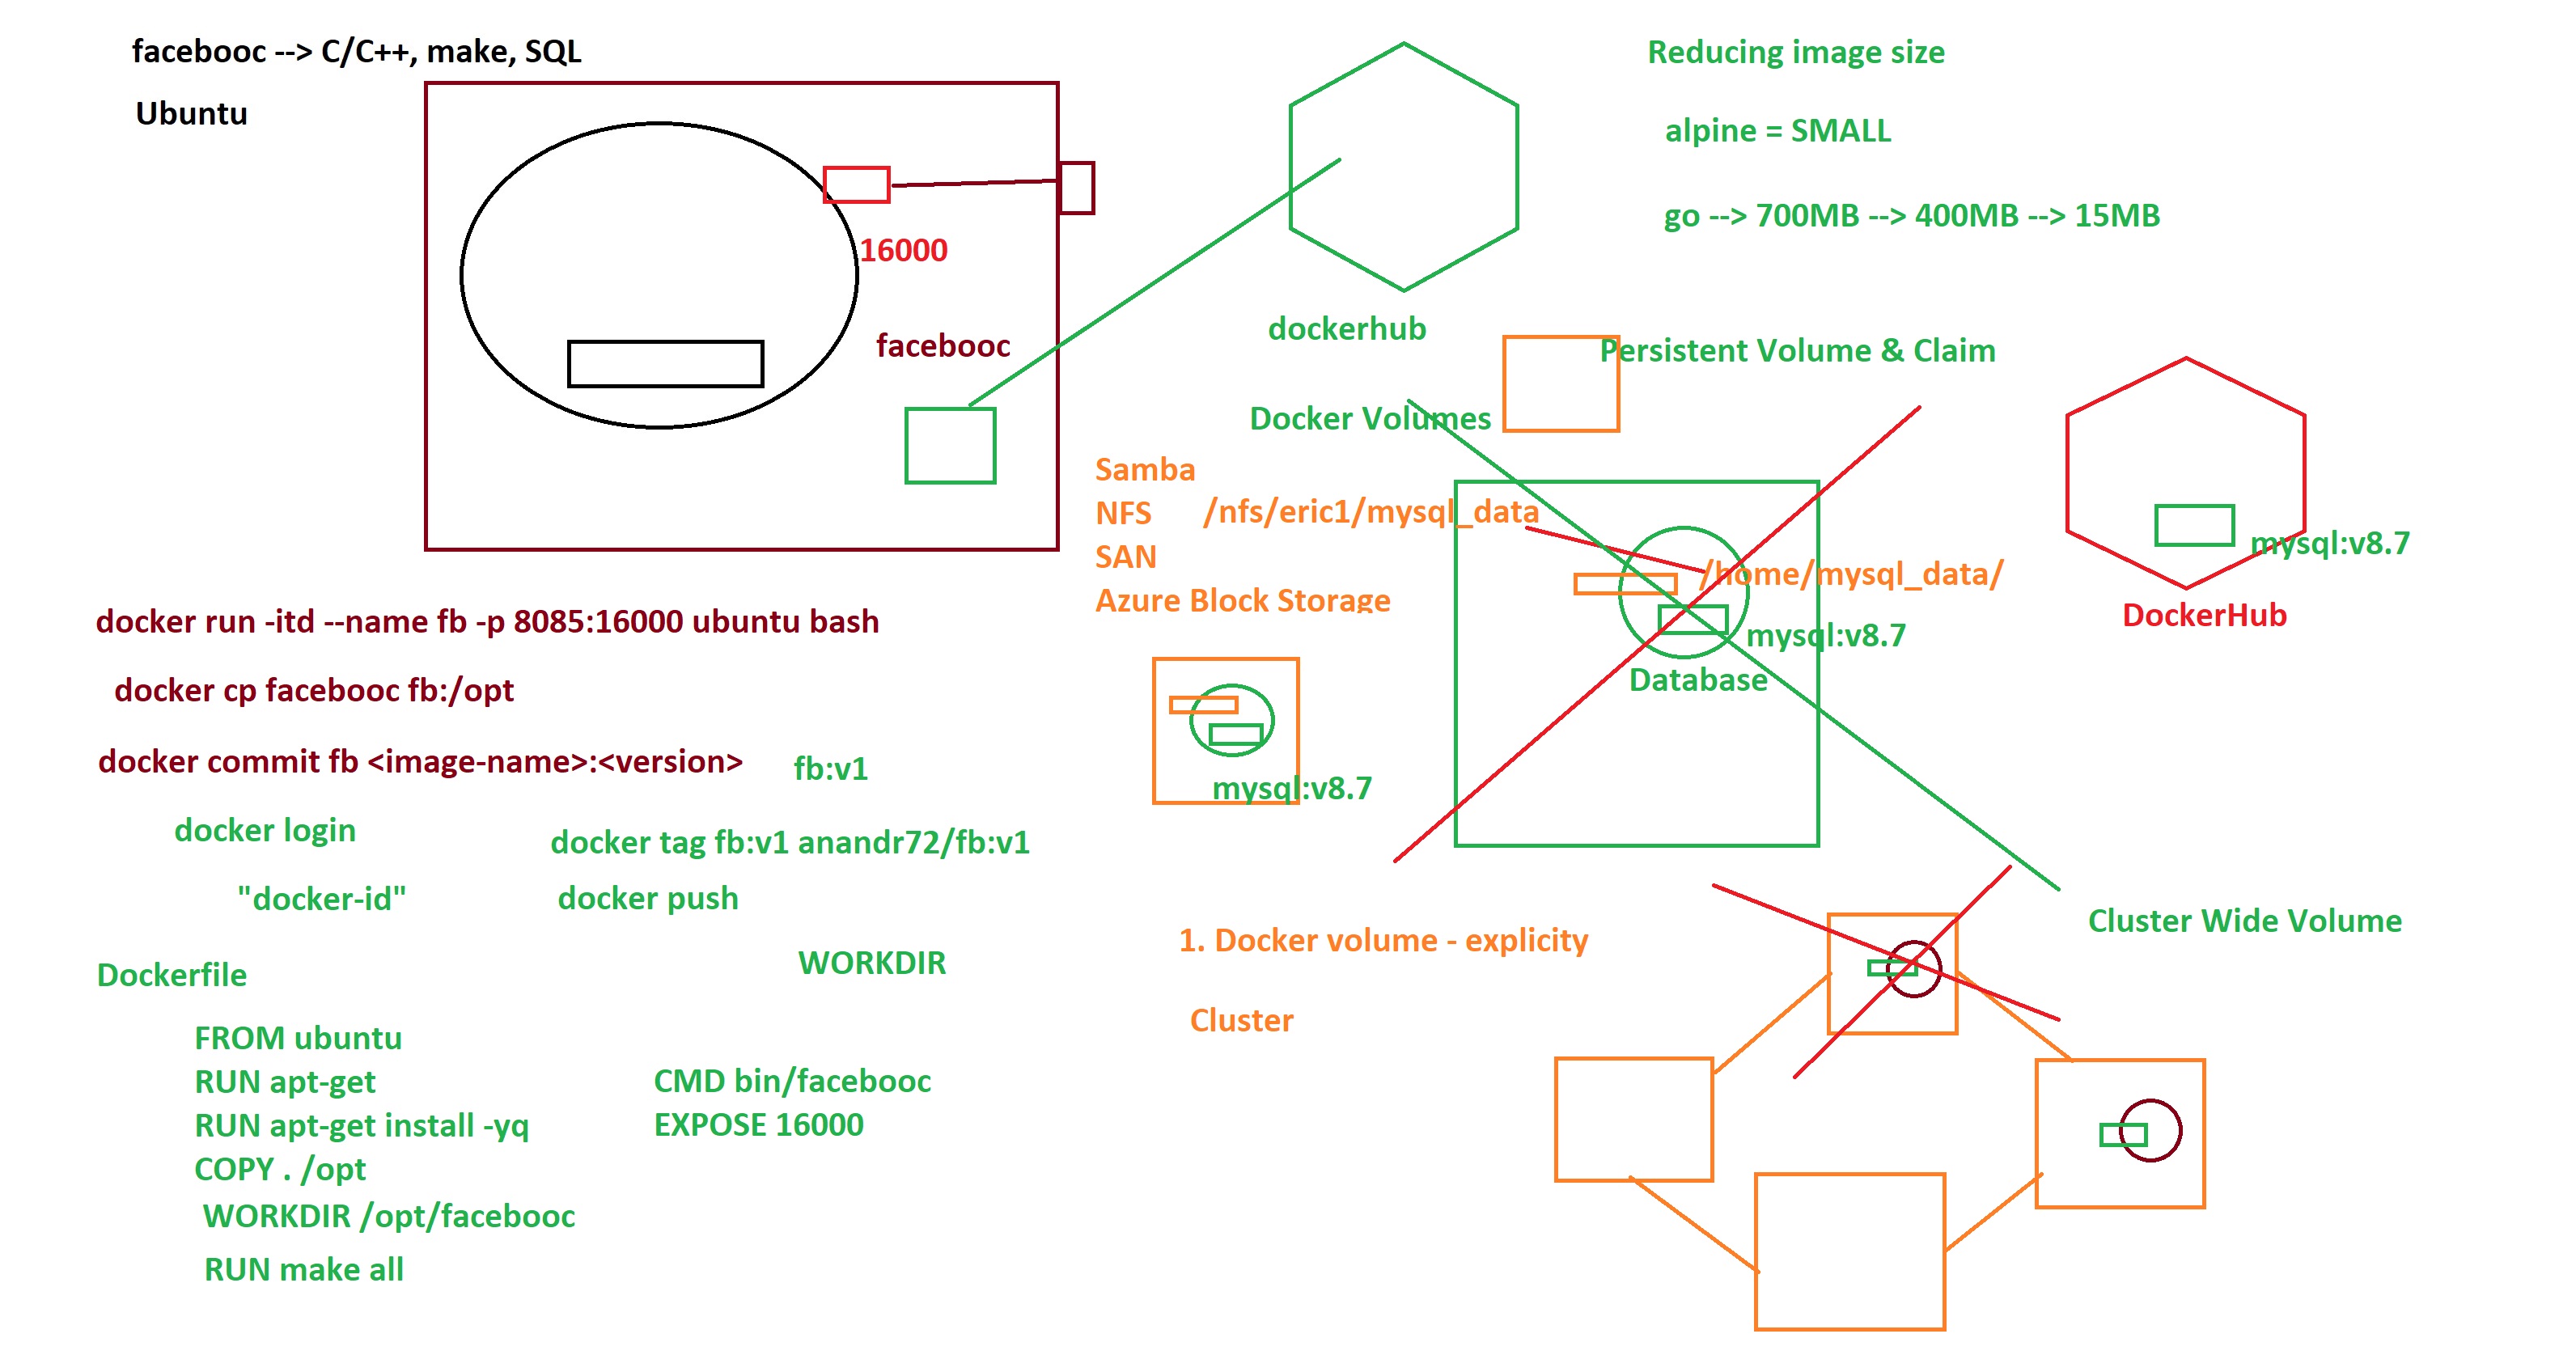 facebooc --> C/C++, make, SQL
Ubuntu
16000
facebooc
dockerhub
Reducing image size
alpine = SMALL
go --> 700MB --> 400MB --> 15MB
Persistent Volume & Claim
Docker Volumes
Samba
NFS /nfs/eric1/mysql_data
SAN
Azure Block Storage
/home/mysql_data/
mysql:v8.7
Database
mysql:v8.7
DockerHub
mysql:v8.7
docker run -itd --name fb -p 8085:16000 ubuntu bash
docker cp facebooc fb:/opt
docker commit fb <image-name>:<version> fb:v1
docker login
docker tag fb:v1 anandr72/fb:v1
"docker-id"
docker push
WORKDIR
Dockerfile
FROM ubuntu
RUN apt-get
RUN apt-get install -yq
COPY . /opt
WORKDIR /opt/facebooc
RUN make all
CMD bin/facebooc
EXPOSE 16000
1. Docker volume - explicity
Cluster
Cluster Wide Volume